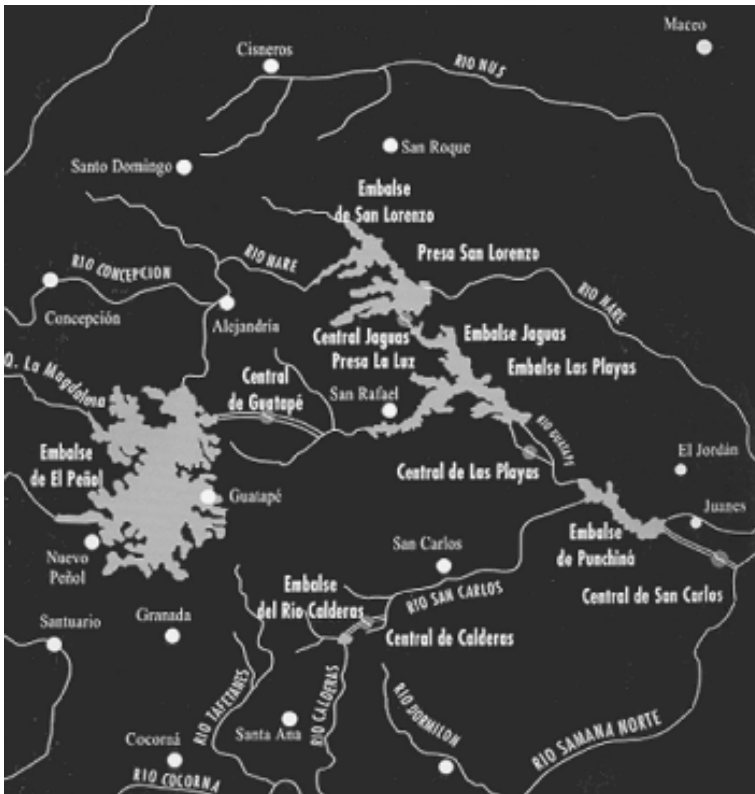 Maceo
Cisneros
RIO NUS
San Roque
Santo Domingo
Embalse
de San Lorenzo
RIO CONCEPCION
RIO NARE
Presa San Lorenzo
RIO NARE
Concepción
Alejandría
Central Jaguas
Presa La Luz
Embalse Jaguas
Embalse Las Playas
Q. La Magdalena
Central
de Guatapé
San Rafael
RIO GUATAPE
Embalse
de El Peñol
Central de Las Playas
El Jordán
Guatapé
Juanes
Nuevo
Peñol
San Carlos
Embalse
de Punchiná
Embalse
del Rio Calderas
RIO SAN CARLOS
Central de San Carlos
Santuario
Granada
Central de Calderas
RIO TAFETANES
Santa Ana
RIO CALDERAS
RIO DORMILON
RIO SAMANA NORTE
Cocorná
RIO COCORNA